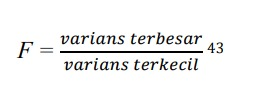 F = varians terbesar / varians terkecil 43